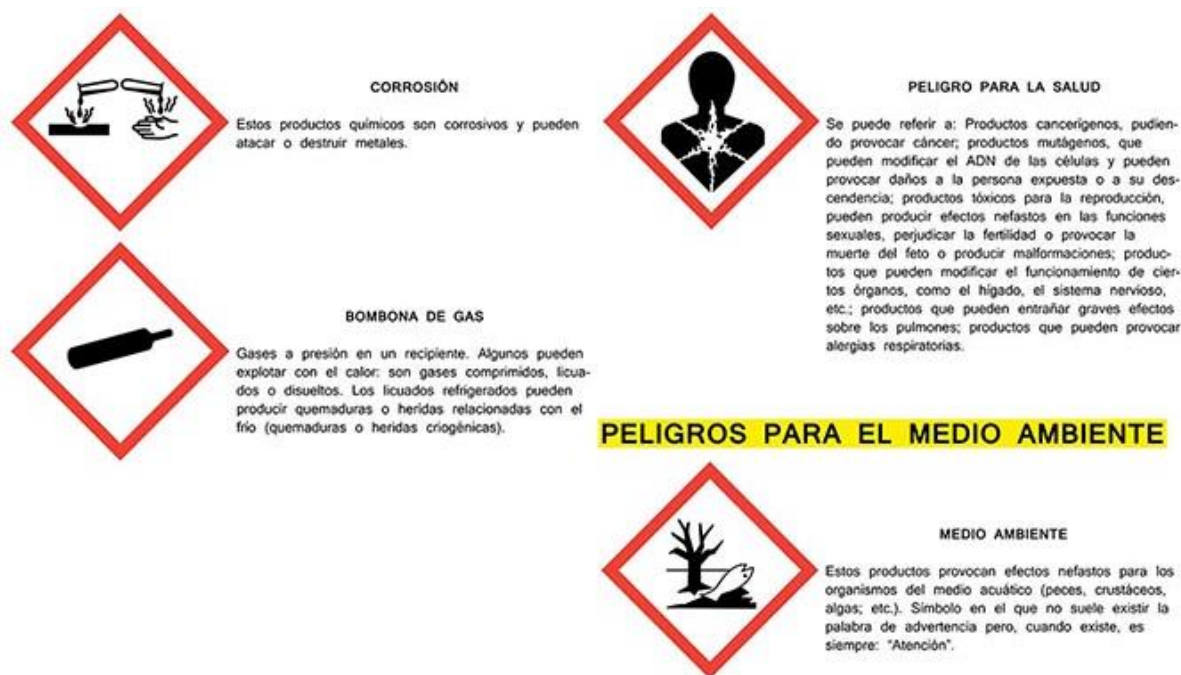 CORROSIÓN
Estos productos químicos son corrosivos y pueden
atacar o destruir metales.
BOMBONA DE GAS
Gases a presión en un recipiente. Algunos pueden
explotar con el calor: son gases comprimidos, licua-
dos o disueltos. Los licuados refrigerados pueden
producir quemaduras o heridas relacionadas con el
frío (quemaduras o heridas criogénicas).
PELIGRO PARA LA SALUD
Se puede referir a: Productos cancerígenos, pudien-
do provocar cáncer; productos mutágenos, que
pueden modificar el ADN de las células y pueden
provocar daños a la persona expuesta o a su des-
cendencia; productos tóxicos para la reproducción,
pueden producir efectos nefastos en las funciones
sexuales, perjudicar la fertilidad o provocar la
muerte del feto o producir malformaciones; produc-
tos que pueden modificar el funcionamiento de cier-
tos órganos, como el hígado, el sistema nervioso,
etc.; productos que pueden entrañar graves efectos
sobre los pulmones; productos que pueden provocar
alergias respiratorias.
PELIGROS PARA EL MEDIO AMBIENTE
MEDIO AMBIENTE
Estos productos provocan efectos nefastos para los
organismos del medio acuático (peces, crustáceos,
algas; etc.). Símbolo en el que no suele existir la
palabra de advertencia pero, cuando existe, es
siempre: “Atención”.